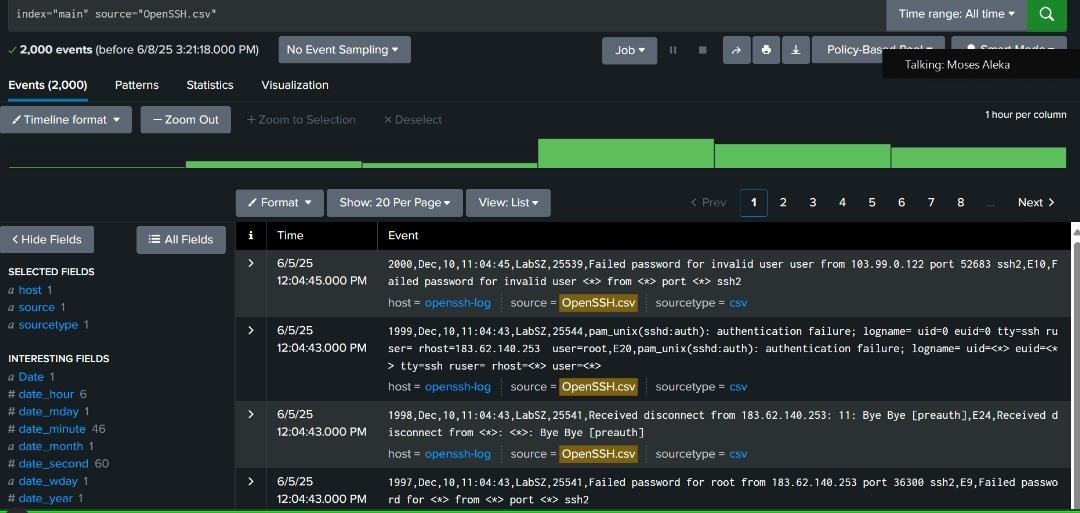 index="main" source="OpenSSH.csv"
Time range: All time
2,000 events (before 6/8/25 3:21:18.000 PM)
No Event Sampling
Job
Talking: Moses Aleka
Events (2,000)
Patterns
Statistics
Visualization
Timeline format
— Zoom Out
+ Zoom to Selection
× Deselect
1 hour per column
Format
Show: 20 Per Page
View: List
< Prev
1
2
3
4
5
6
7
8
...
Next >
< Hide Fields
All Fields
SELECTED FIELDS
a host 1
a source 1
a sourcetype 1
INTERESTING FIELDS
a Date 1
# date_hour 6
# date_mday 1
# date_minute 46
a date_month 1
# date_second 60
a date_wday 1
# date_year 1
i
Time
Event
>
6/5/25
12:04:45.000 PM
2000,Dec,10,11:04:45,LabSZ,25539,Failed password for invalid user user from 103.99.0.122 port 52683 ssh2,E10,F
ailed password for invalid user <*> from <*> port <*> ssh2
host = openssh-log source = OpenSSH.csv sourcetype = csv
>
6/5/25
12:04:43.000 PM
1999,Dec,10,11:04:43,LabSZ,25544,pam_unix(sshd:auth): authentication failure; logname= uid=0 euid=0 tty=ssh ru
ser= rhost=183.62.140.253  user=root,E20,pam_unix(sshd:auth): authentication failure; logname= uid=<*> euid=<*
> tty=ssh ruser= rhost=<*> user=<*>
host = openssh-log source = OpenSSH.csv sourcetype = csv
>
6/5/25
12:04:43.000 PM
1998,Dec,10,11:04:43,LabSZ,25541,Received disconnect from 183.62.140.253: 11: Bye Bye [preauth],E24,Received d
isconnect from <*>: <*>: Bye Bye [preauth]
host = openssh-log source = OpenSSH.csv sourcetype = csv
>
6/5/25
12:04:43.000 PM
1997,Dec,10,11:04:43,LabSZ,25541,Failed password for root from 183.62.140.253 port 36300 ssh2,E9,Failed passwo
rd for <*> from <*> port <*> ssh2